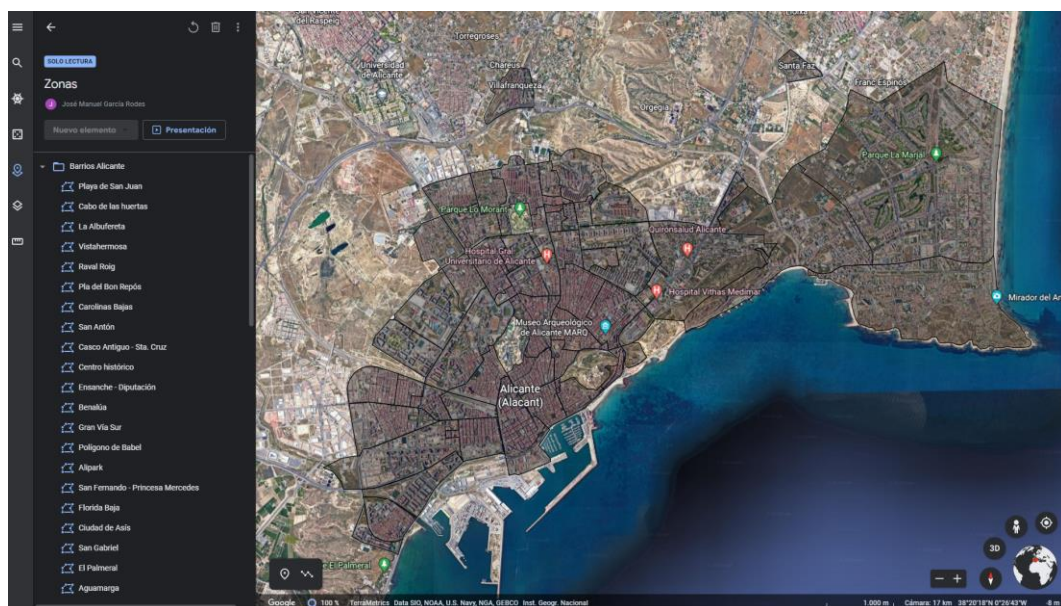 SOLO LECTURA
Zonas
J José Manuel García Rodes
Nuevo elemento
Presentación
Barrios Alicante
Playa de San Juan
Cabo de las huertas
La Albufereta
Vistahermosa
Raval Roig
Pla del Bon Repós
Carolinas Bajas
San Antón
Casco Antiguo - Sta. Cruz
Centro histórico
Ensanche - Diputación
Benalúa
Gran Vía Sur
Polígono de Babel
Alipark
San Fernando - Princesa Mercedes
Florida Baja
Ciudad de Asís
San Gabriel
El Palmeral
Aguamarga
San Vicente
del Raspeig
Torregroses
Universidad
de Alicante
Chareus
Villafranqueza
Santa Faz
Franc Espinós
Orgegia
Parque La Marjal
Parque Lo Morant
Quironsalud Alicante
Hospital Gral.
Universitario de Alicante
Hospital Vithas Medimar
Mirador del
Museo Arqueológico
de Alicante MARQ
Alicante
(Alacant)
El Palmeral
3D
Google 100 % TerraMetrics Data SIO, NOAA, U.S. Navy, NGA, GEBCO Inst. Geogr. Nacional
1.000 m Cámara: 17 km 38°20'18"N 0°26'43"W